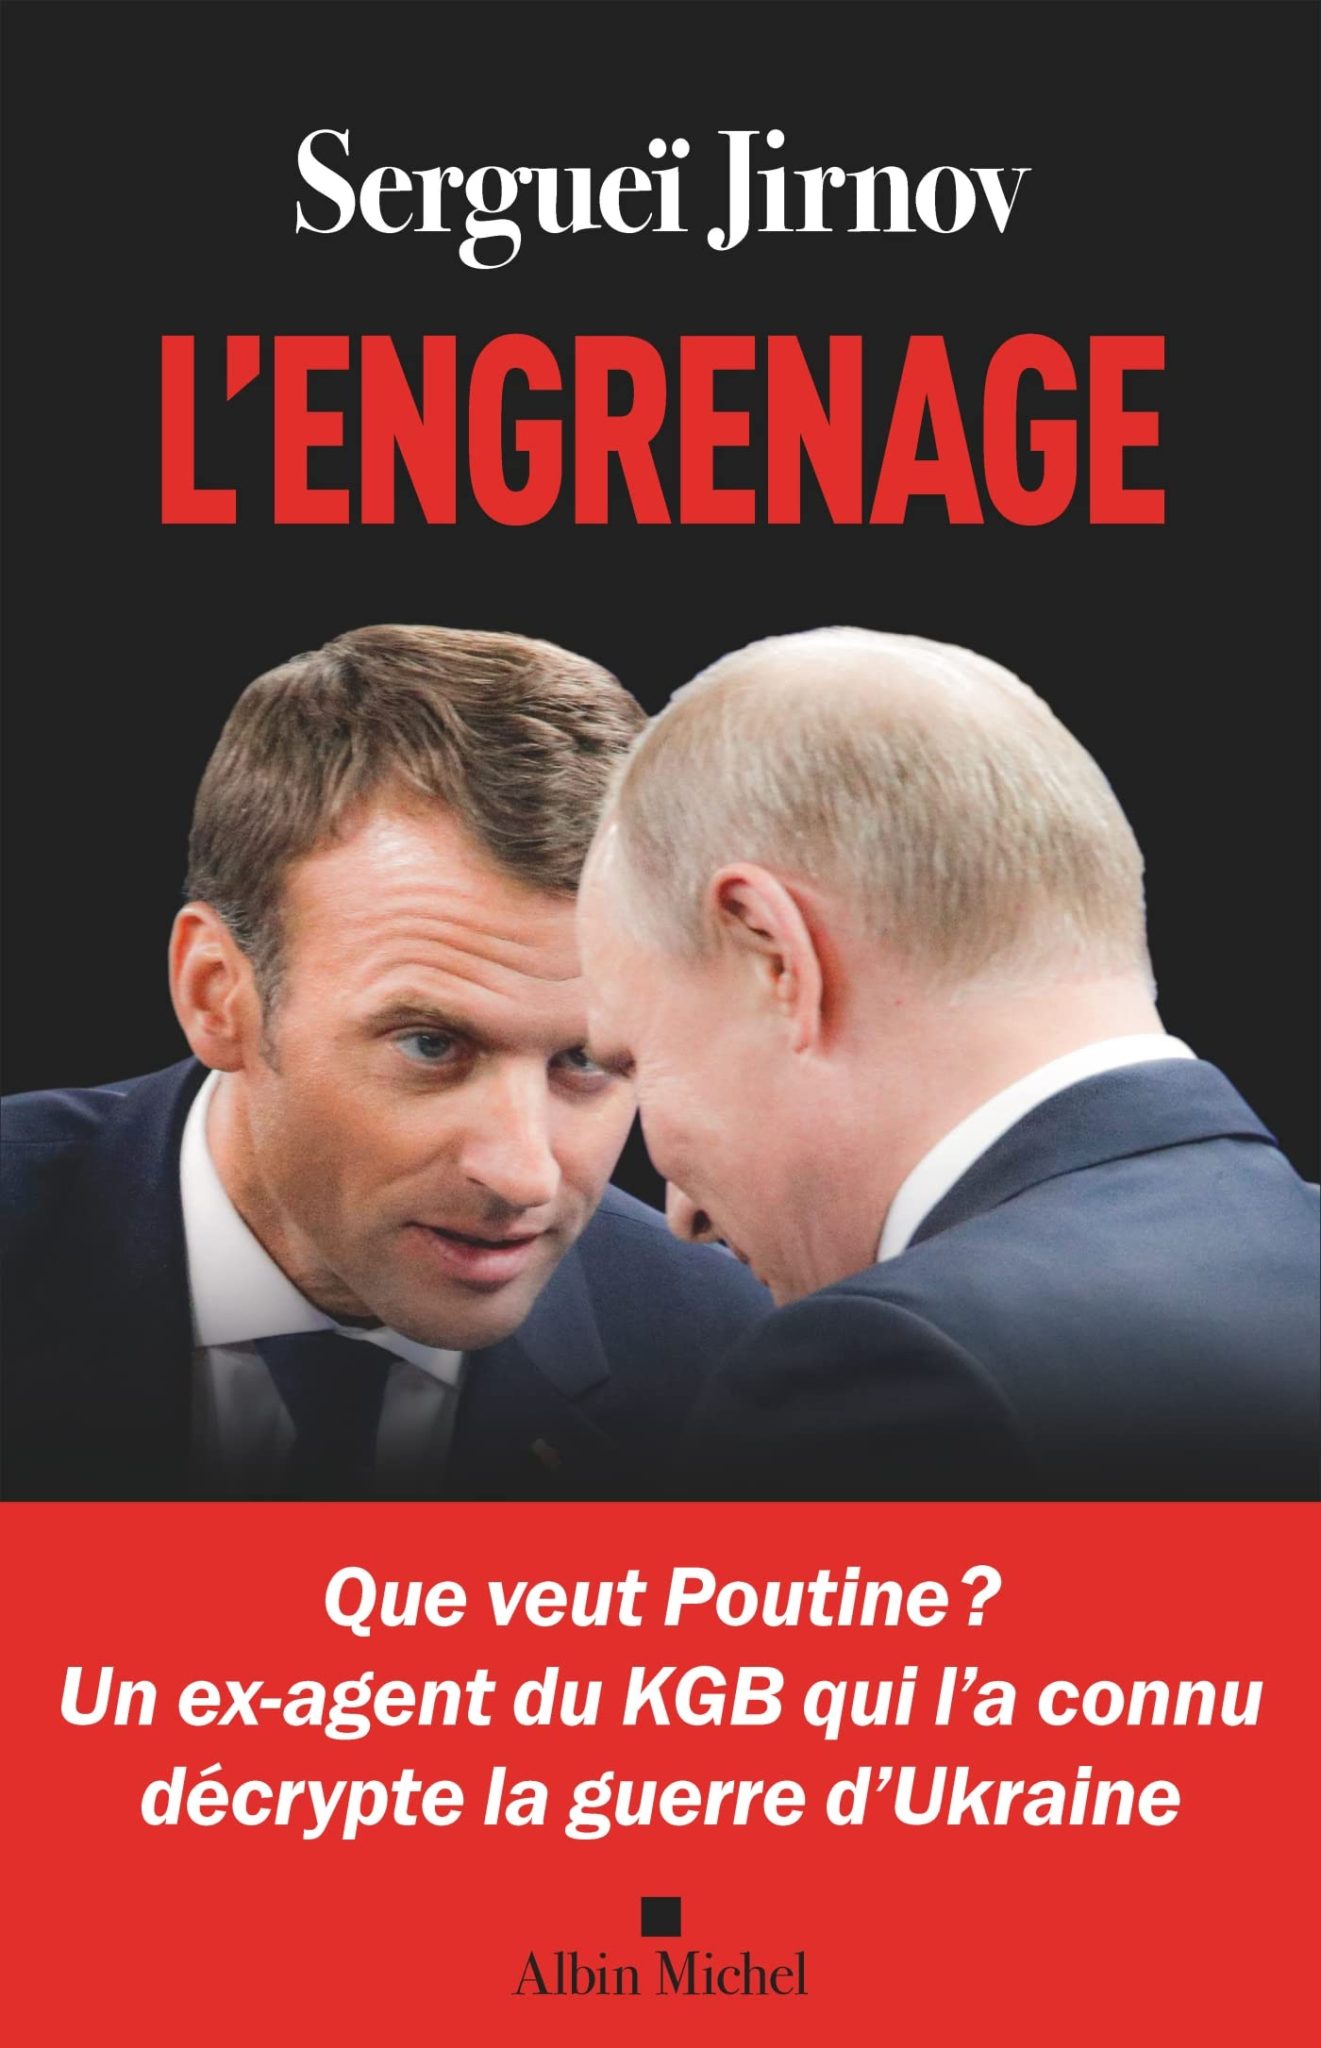 Sergueï Jirnov
L'ENGRENAGE
Que veut Poutine ?
Un ex-agent du KGB qui l'a connu
décrypte la guerre d'Ukraine
Albin Michel